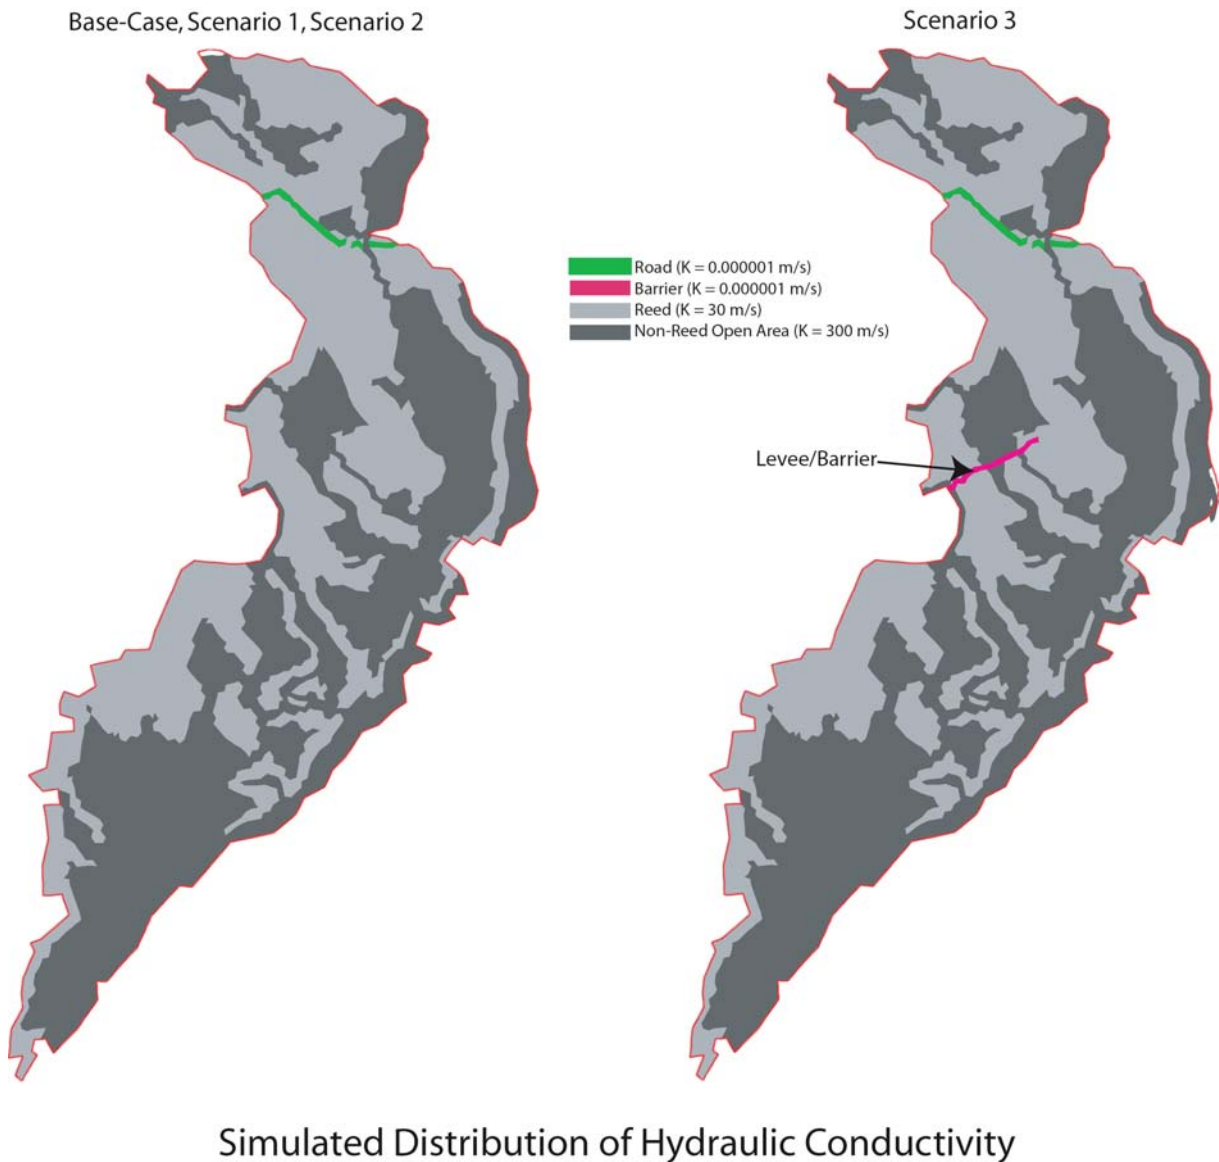 Base-Case, Scenario 1, Scenario 2
Scenario 3
Road (K = 0.000001 m/s)
Barrier (K = 0.000001 m/s)
Reed (K = 30 m/s)
Non-Reed Open Area (K = 300 m/s)
Levee/Barrier
Simulated Distribution of Hydraulic Conductivity